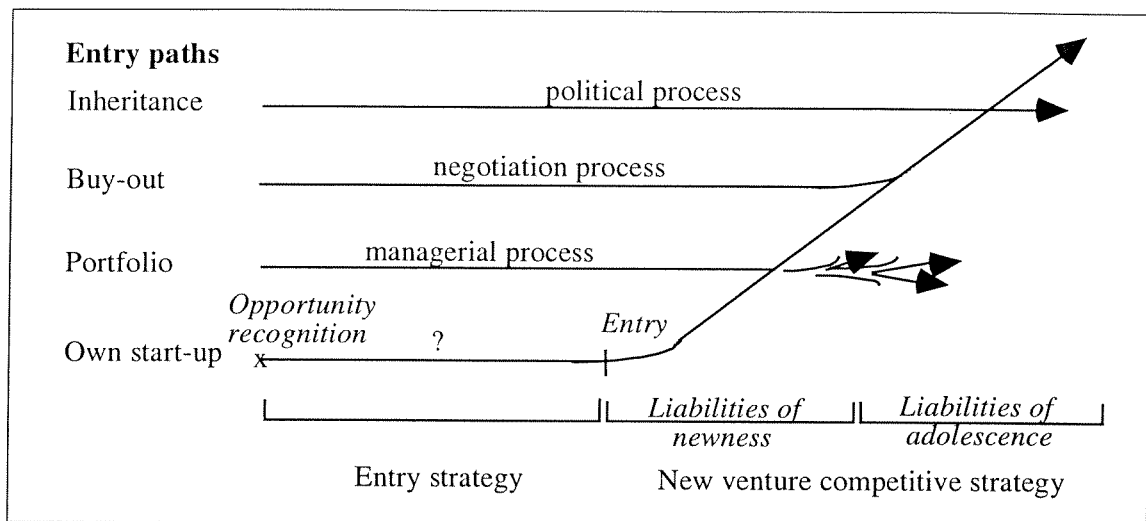 Entry paths
Inheritance
political process
Buy-out
negotiation process
Portfolio
managerial process
Opportunity
recognition
Own start-up
x
?
Entry
Liabilities of
newness
Liabilities of
adolescence
Entry strategy
New venture competitive strategy